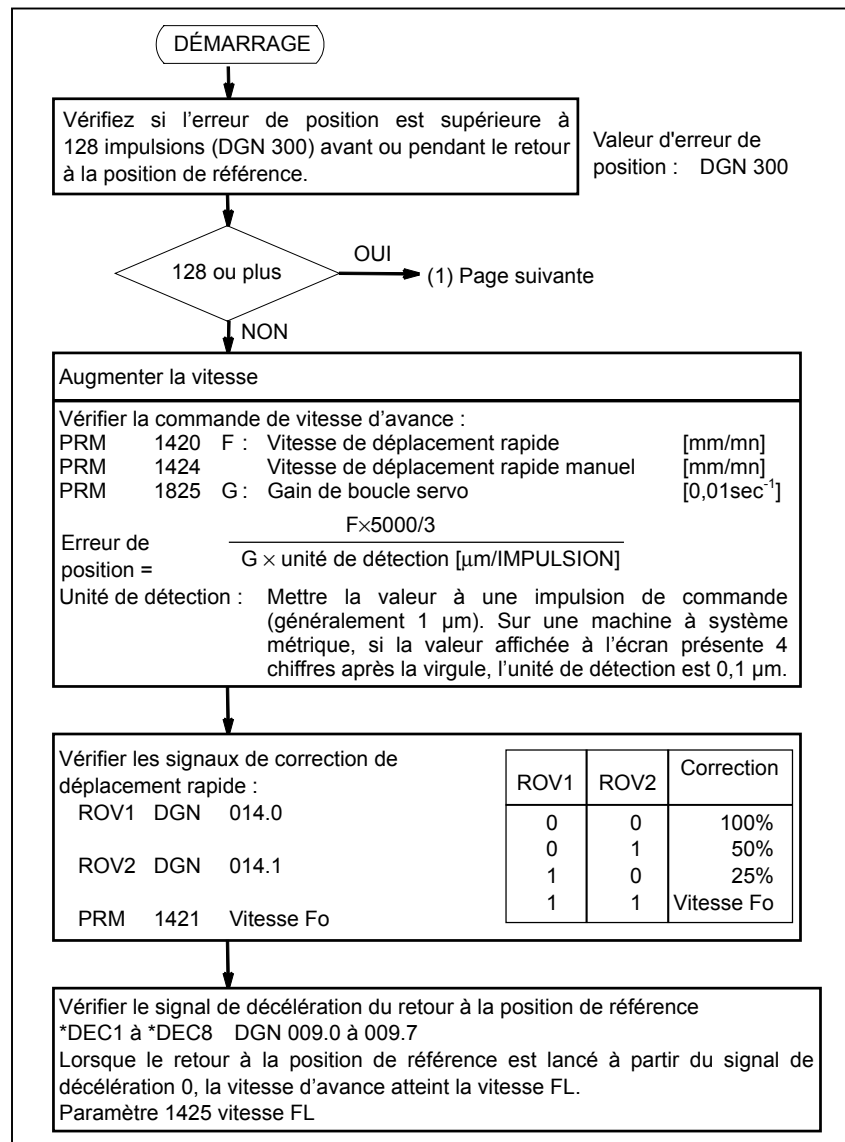 DÉMARRAGE
Vérifiez si l'erreur de position est supérieure à
128 impulsions (DGN 300) avant ou pendant le retour
à la position de référence.
Valeur d'erreur de
position : DGN 300
128 ou plus
OUI
(1) Page suivante
NON
Augmenter la vitesse
Vérifier la commande de vitesse d'avance :
PRM 1420 F : Vitesse de déplacement rapide [mm/mn]
PRM 1424 Vitesse de déplacement rapide manuel [mm/mn]
PRM 1825 G : Gain de boucle servo [0,01sec⁻¹]
Erreur de
position =
F×5000/3
G × unité de détection [µm/IMPULSION]
Unité de détection : Mettre la valeur à une impulsion de commande
(généralement 1 µm). Sur une machine à système
métrique, si la valeur affichée à l'écran présente 4
chiffres après la virgule, l'unité de détection est 0,1 µm.
Vérifier les signaux de correction de
déplacement rapide :
ROV1 DGN 014.0
ROV2 DGN 014.1
PRM 1421 Vitesse Fo
ROV1 ROV2 Correction
0 0 100%
0 1 50%
1 0 25%
1 1 Vitesse Fo
Vérifier le signal de décélération du retour à la position de référence
*DEC1 à *DEC8 DGN 009.0 à 009.7
Lorsque le retour à la position de référence est lancé à partir du signal de
décélération 0, la vitesse d'avance atteint la vitesse FL.
Paramètre 1425 vitesse FL